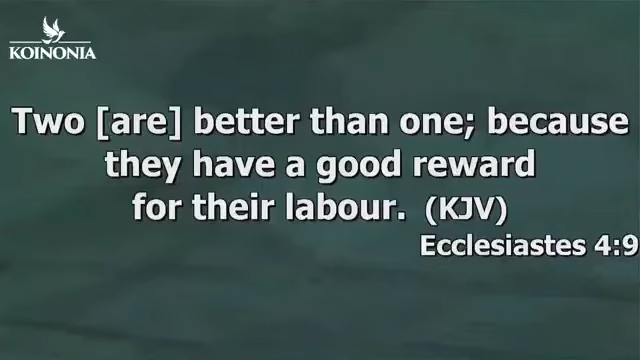 KOINONIA
Two [are] better than one; because
they have a good reward
for their labour. (KJV)
Ecclesiastes 4:9